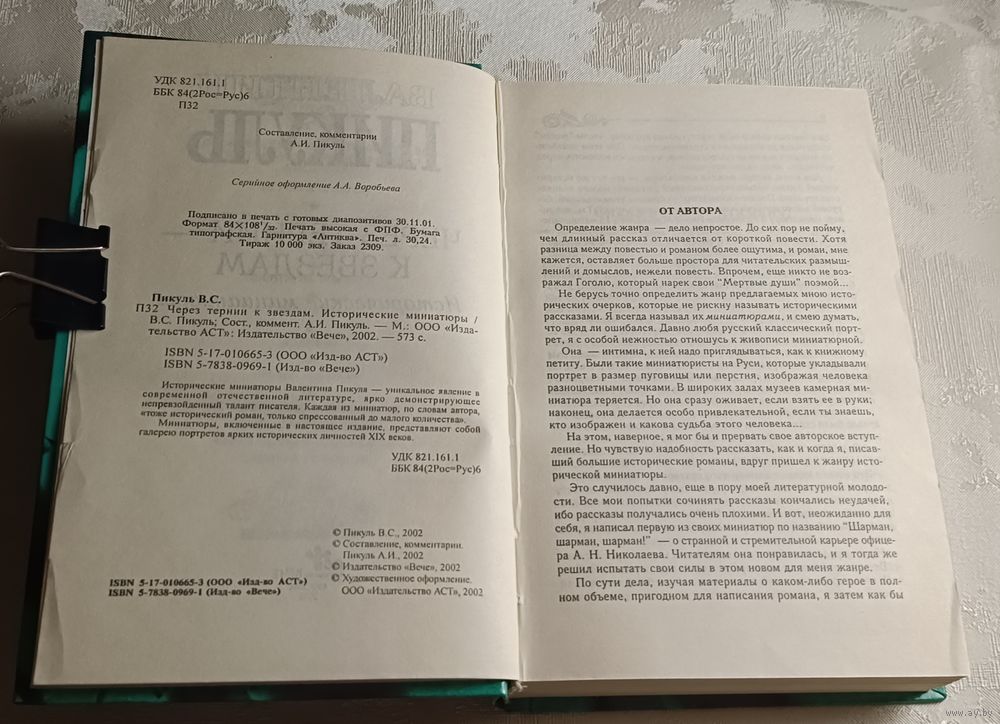 УДК 821.161.1
ББК 84(2Рос=Рус)6
П32
Составление, комментарии
А.И. Пикуль
Серийное оформление А.А. Воробьева
Подписано в печать с готовых диапозитивов 30.11.01.
Формат 84×108¹/₃₂. Печать высокая с ФПФ. Бумага
типографская. Гарнитура «Антиква». Печ. л. 30,24.
Тираж 10 000 экз. Заказ 2309.
Пикуль В.С.
П32 Через тернии к звездам. Исторические миниатюры /
В.С. Пикуль; Сост., коммент. А.И. Пикуль. — М.: ООО «Изда-
тельство АСТ»: Издательство «Вече», 2002. — 573 с.
ISBN 5-17-010665-3 (ООО «Изд-во АСТ»)
ISBN 5-7838-0969-1 (Изд-во «Вече»)
Исторические миниатюры Валентина Пикуля — уникальное явление в
современной отечественной литературе, ярко демонстрирующее
непревзойденный талант писателя. Каждая из миниатюр, по словам автора,
«тоже исторический роман, только спрессованный до малого количества».
Миниатюры, включенные в настоящее издание, представляют собой
галерею портретов ярких исторических личностей XIX веков.
УДК 821.161.1
ББК 84(2Рос=Рус)6
© Пикуль В.С., 2002
© Составление, комментарии.
Пикуль А.И., 2002
© Издательство «Вече», 2002
© Художественное оформление.
ООО «Издательство АСТ», 2002
ISBN 5-17-010665-3 (ООО «Изд-во АСТ»)
ISBN 5-7838-0969-1 (Изд-во «Вече»)
ОТ АВТОРА
Определение жанра — дело непростое. До сих пор не пойму,
чем длинный рассказ отличается от короткой повести. Хотя
разница между повестью и романом более ощутима, и роман, мне
кажется, оставляет больше простора для читательских размыш-
лений и домыслов, нежели повесть. Впрочем, еще никто не воз-
ражал Гоголю, который нарек свои "Мертвые души" поэмой...
Не берусь точно определить жанр предлагаемых мною исто-
рических очерков, которые не рискну называть историческими
рассказами. Я всегда называл их миниатюрами, и смею думать,
что вряд ли ошибался. Давно любя русский классический порт-
рет, я с особой нежностью отношусь к живописи миниатюрной.
Она — интимна, к ней надо приглядываться, как к книжному
петиту. Были такие миниатюристы на Руси, которые укладывали
портрет в размер пуговицы или перстня, изображая человека
разноцветными точками. В широких залах музеев камерная ми-
ниатюра теряется. Но она сразу оживает, если взять ее в руки;
наконец, она делается особо привлекательной, если ты знаешь,
кто изображен и какова судьба этого человека...
На этом, наверное, я мог бы и прервать свое авторское всту-
пление. Но чувствую надобность рассказать, как и когда я, писав-
ший большие исторические романы, вдруг пришел к жанру исто-
рической миниатюры.
Это случилось давно, еще в пору моей литературной молодо-
сти. Все мои попытки сочинять рассказы кончались неудачей,
ибо рассказы получались очень плохими. И вот, неожиданно для
себя, я написал первую из своих миниатюр по названию "Шарман,
шарман, шарман!" — о странной и стремительной карьере офице-
ра А. Н. Николаева. Читателям она понравилась, и я тогда же
решил испытать свои силы в этом новом для меня жанре.
По сути дела, изучая материалы о каком-либо герое в пол-
ном объеме, пригодном для написания романа, я затем как бы
www.ay.by